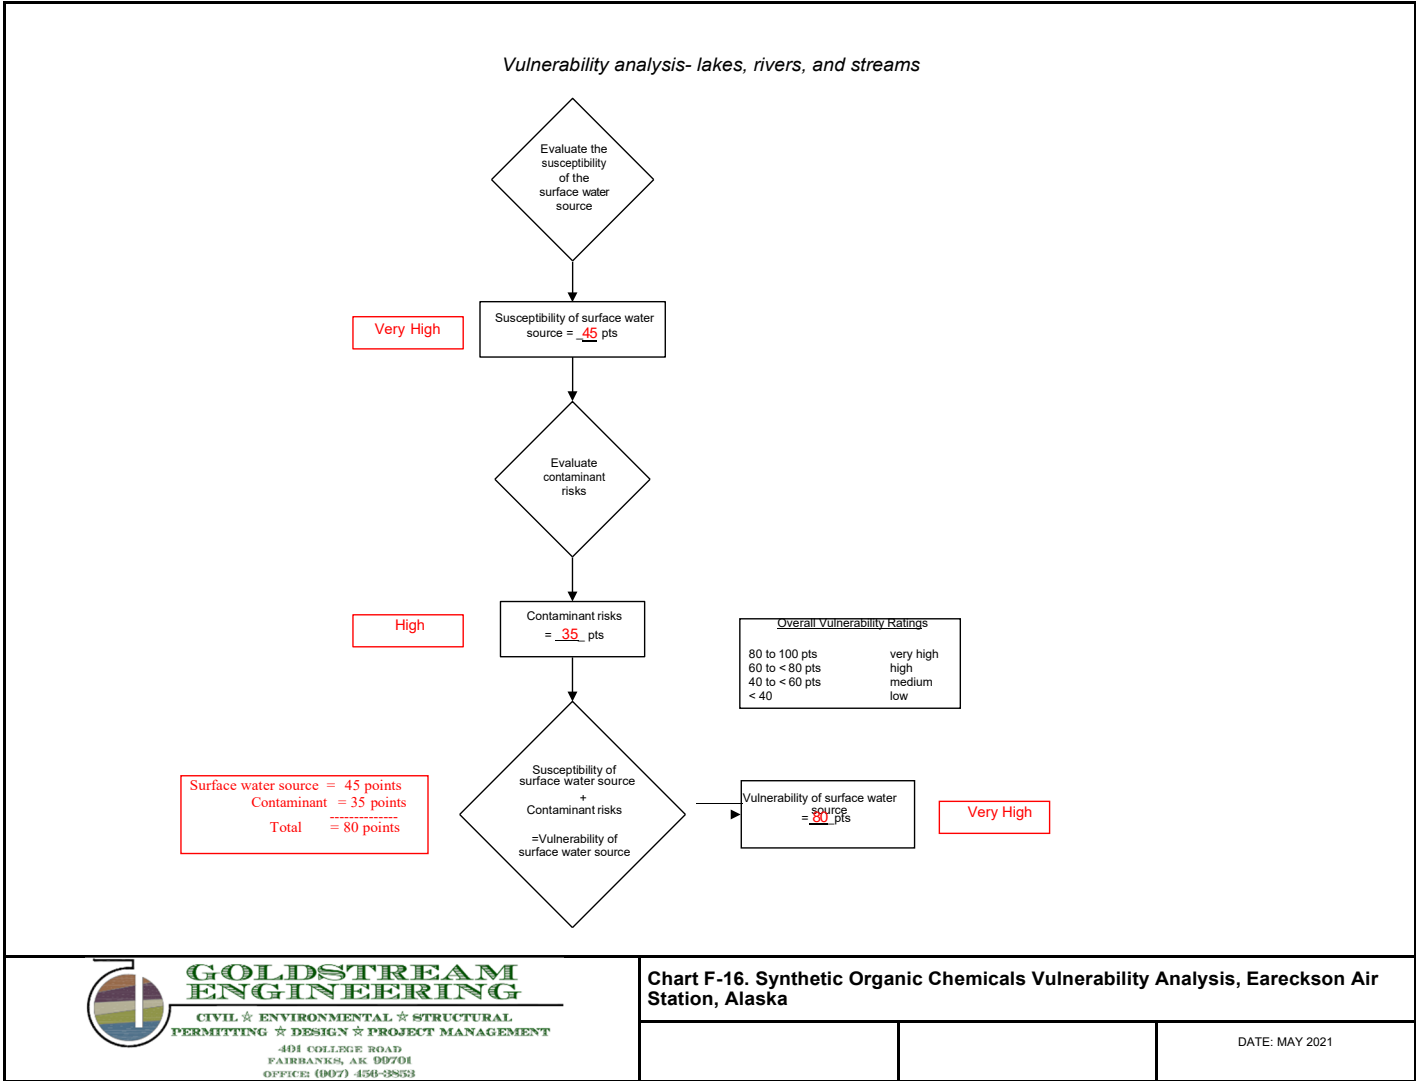 Vulnerability analysis- lakes, rivers, and streams
Evaluate the
susceptibility
of the
surface water
source
Very High
Susceptibility of surface water
source = _45 pts
Evaluate
contaminant
risks
High
Contaminant risks
= _35_ pts
Overall Vulnerability Ratings
80 to 100 pts very high
60 to < 80 pts high
40 to < 60 pts medium
< 40 low
Surface water source = 45 points
Contaminant = 35 points
--------------
Total = 80 points
Susceptibility of
surface water source
+
Contaminant risks
=Vulnerability of
surface water source
Vulnerability of surface water
source
= 80_pts
Very High
GOLDSTREAM
ENGINEERING
CIVIL ☆ ENVIRONMENTAL ☆ STRUCTURAL
PERMITTING ☆ DESIGN ☆ PROJECT MANAGEMENT
401 COLLEGE ROAD
FAIRBANKS, AK 99701
OFFICE: (907) 456-3853
Chart F-16. Synthetic Organic Chemicals Vulnerability Analysis, Eareckson Air
Station, Alaska
DATE: MAY 2021